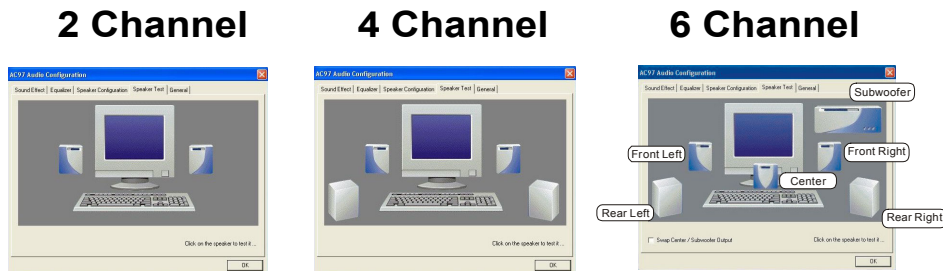 2 Channel
4 Channel
6 Channel
AC97 Audio Configuration
Sound Effect | Equalizer | Speaker Configuration | Speaker Test | General
Click on the speaker to test it ...
OK
AC97 Audio Configuration
Sound Effect | Equalizer | Speaker Configuration | Speaker Test | General
Click on the speaker to test it ...
OK
AC97 Audio Configuration
Sound Effect | Equalizer | Speaker Configuration | Speaker Test | General
Subwoofer
Front Left
Front Right
Center
Rear Left
Rear Right
Swap Center / Subwoofer Output
Click on the speaker to test it ...
OK